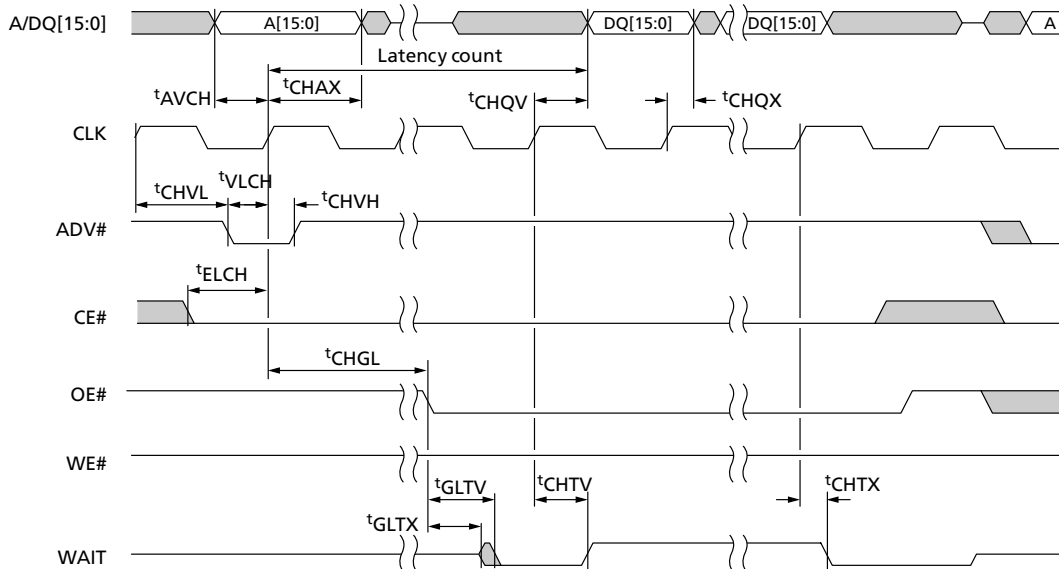 A/DQ[15:0] A[15:0] DQ[15:0] DQ[15:0] A
Latency count
tAVCH tCHAX tCHQV tCHQX
CLK
tCHVL tVLCH tCHVH
ADV#
tELCH
CE#
tCHGL
OE#
WE#
tGLTV tCHTV tCHTX
tGLTX
WAIT